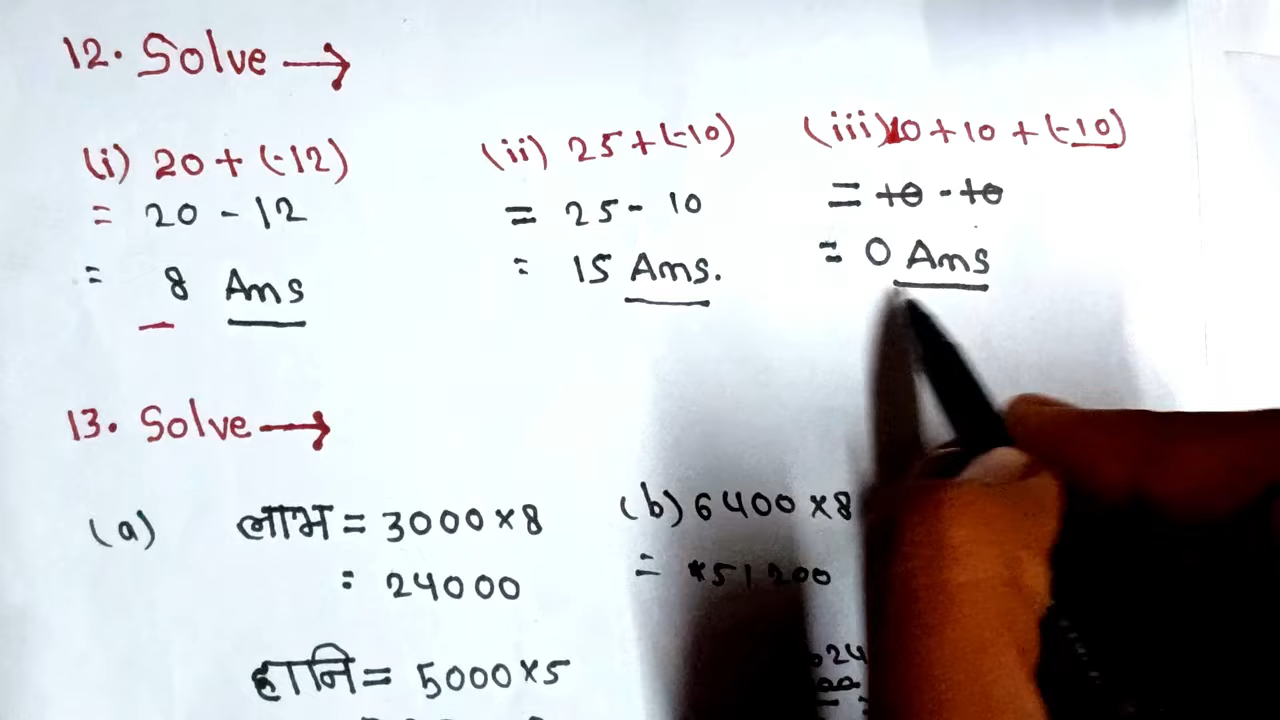 12. Solve →
(i) 20 + (-12)
= 20 - 12
= 8 Ans
(ii) 25 + (-10)
= 25 - 10
= 15 Ans.
(iii) 10 + 10 + (-10)
= 10 - 10
= 0 Ans
13. Solve →
(a) लाभ = 3000 × 8
= 24000
हानि = 5000 × 5
(b) 6400 × 8
= 51200